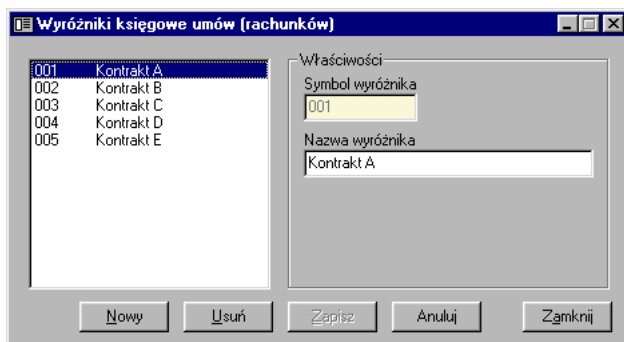 Wyróżniki księgowe umów (rachunków)
001 Kontrakt A
002 Kontrakt B
003 Kontrakt C
004 Kontrakt D
005 Kontrakt E
Właściwości
Symbol wyróżnika
001
Nazwa wyróżnika
Kontrakt A
Nowy Usuń Zapisz Anuluj Zamknij